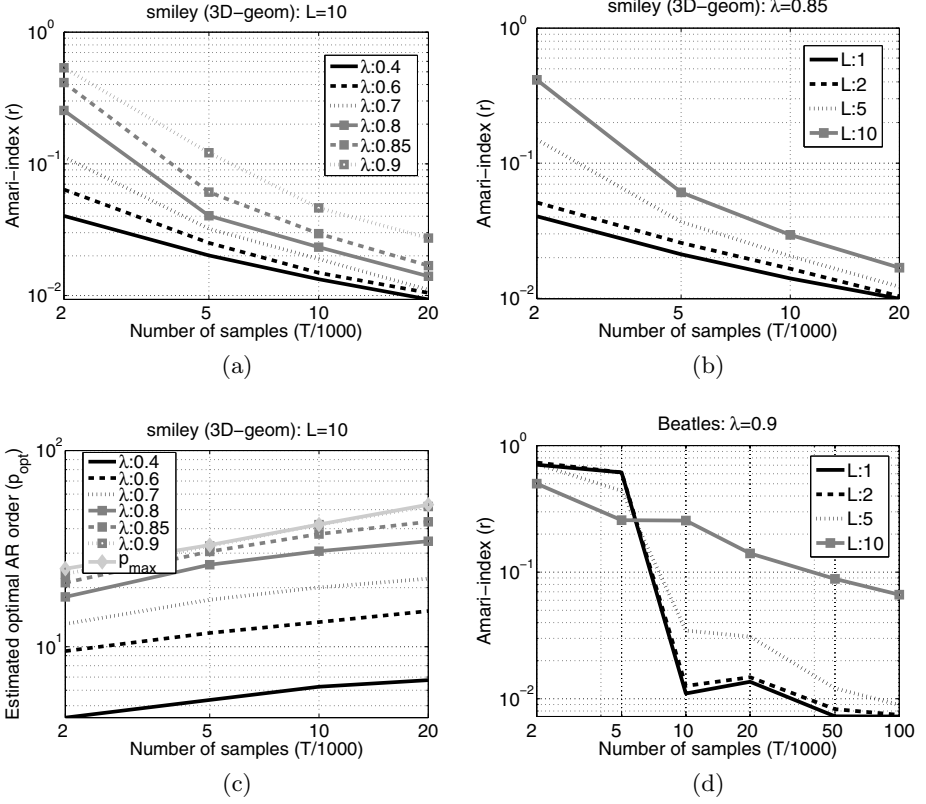 smiley (3D−geom): L=10
10^0
10^−1
10^−2
Amari−index (r)
λ:0.4
λ:0.6
λ:0.7
λ:0.8
λ:0.85
λ:0.9
2 5 10 20
Number of samples (T/1000)
(a)
smiley (3D−geom): λ=0.85
10^0
10^−1
10^−2
Amari−index (r)
L:1
L:2
L:5
L:10
2 5 10 20
Number of samples (T/1000)
(b)
smiley (3D−geom): L=10
10^2
10^1
Estimated optimal AR order (p_opt)
λ:0.4
λ:0.6
λ:0.7
λ:0.8
λ:0.85
λ:0.9
p_max
2 5 10 20
Number of samples (T/1000)
(c)
Beatles: λ=0.9
10^0
10^−1
10^−2
Amari−index (r)
L:1
L:2
L:5
L:10
2 5 10 20 50 100
Number of samples (T/1000)
(d)